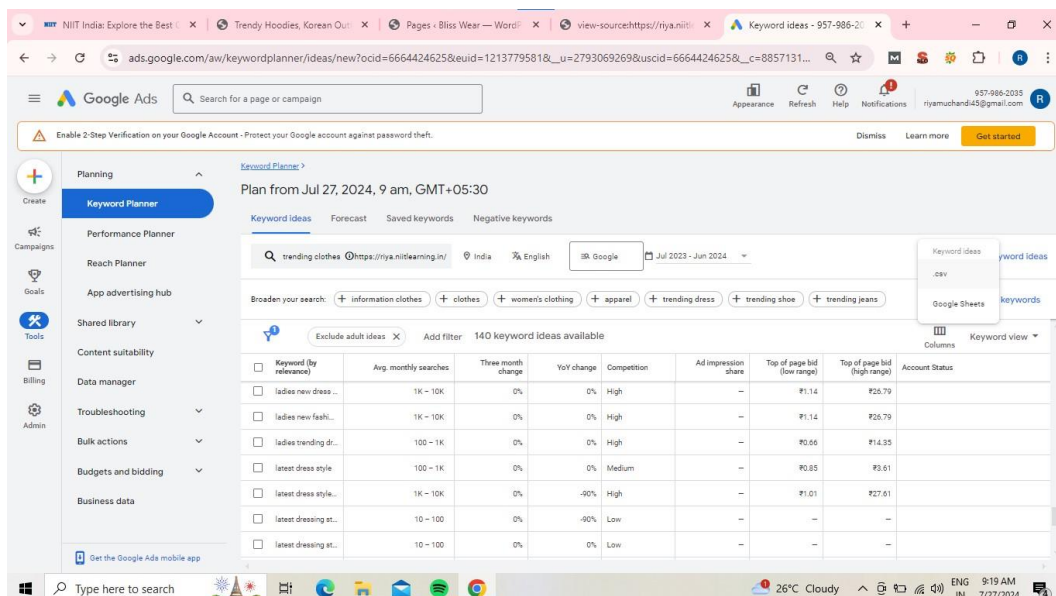 NIIT India: Explore the Best C
Trendy Hoodies, Korean Out
Pages ‹ Bliss Wear — WordP
view-source:https://riya.niitle
Keyword ideas - 957-986-20
ads.google.com/aw/keywordplanner/ideas/new?ocid=6664424625&euid=1213779581&__u=2793069269&uscid=6664424625&__c=8857131...
Google Ads
Search for a page or campaign
Appearance
Refresh
Help
Notifications
957-986-2035
riyamuchandi45@gmail.com
R
Enable 2-Step Verification on your Google Account - Protect your Google account against password theft.
Dismiss
Learn more
Get started
Create
Campaigns
Goals
Tools
Billing
Admin
Planning
Keyword Planner
Performance Planner
Reach Planner
App advertising hub
Shared library
Content suitability
Data manager
Troubleshooting
Bulk actions
Budgets and bidding
Business data
Get the Google Ads mobile app
Keyword Planner >
Plan from Jul 27, 2024, 9 am, GMT+05:30
Keyword ideas Forecast Saved keywords Negative keywords
trending clothes https://riya.niitlearning.in/ India English Google Jul 2023 - Jun 2024
Keyword ideas
.csv
Google Sheets
yword ideas
keywords
Broaden your search: + information clothes + clothes + women's clothing + apparel + trending dress + trending shoe + trending jeans
1
Exclude adult ideas X Add filter 140 keyword ideas available
Columns
Keyword view
Keyword (by relevance) Avg. monthly searches Three month change YoY change Competition Ad impression share Top of page bid (low range) Top of page bid (high range) Account Status
ladies new dress ... 1K – 10K 0% 0% High – ₹1.14 ₹26.79
ladies new fashi... 1K – 10K 0% 0% High – ₹1.14 ₹26.79
ladies trending dr... 100 – 1K 0% 0% High – ₹0.66 ₹14.35
latest dress style 100 – 1K 0% 0% Medium – ₹0.85 ₹3.61
latest dress style... 1K – 10K 0% -90% High – ₹1.01 ₹27.61
latest dressing st... 10 – 100 0% -90% Low – – –
latest dressing st... 10 – 100 0% 0% Low – – –
Type here to search
26°C Cloudy
ENG
IN
9:19 AM
7/27/2024